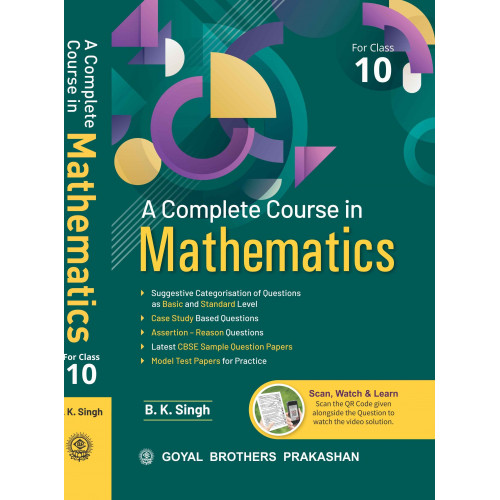 A Complete
Course in
Mathematics
For Class
10
. K. Singh
For Class
10
A Complete Course in
Mathematics
Suggestive Categorisation of Questions
as Basic and Standard Level
Case Study Based Questions
Assertion – Reason Questions
Latest CBSE Sample Question Papers
Model Test Papers for Practice
B. K. Singh
Scan, Watch & Learn
Scan the QR Code given
alongside the Question to
watch the video solution.
GOYAL BROTHERS PRAKASHAN